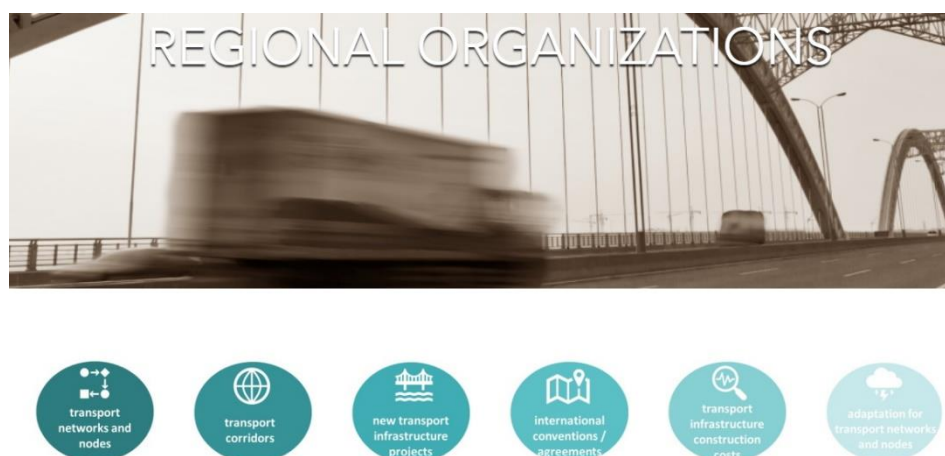 REGIONAL ORGANIZATIONS
transport
networks and
nodes
transport
corridors
new transport
infrastructure
projects
international
conventions /
agreements
transport
infrastructure
construction
costs
adaptation for
transport networks
and nodes